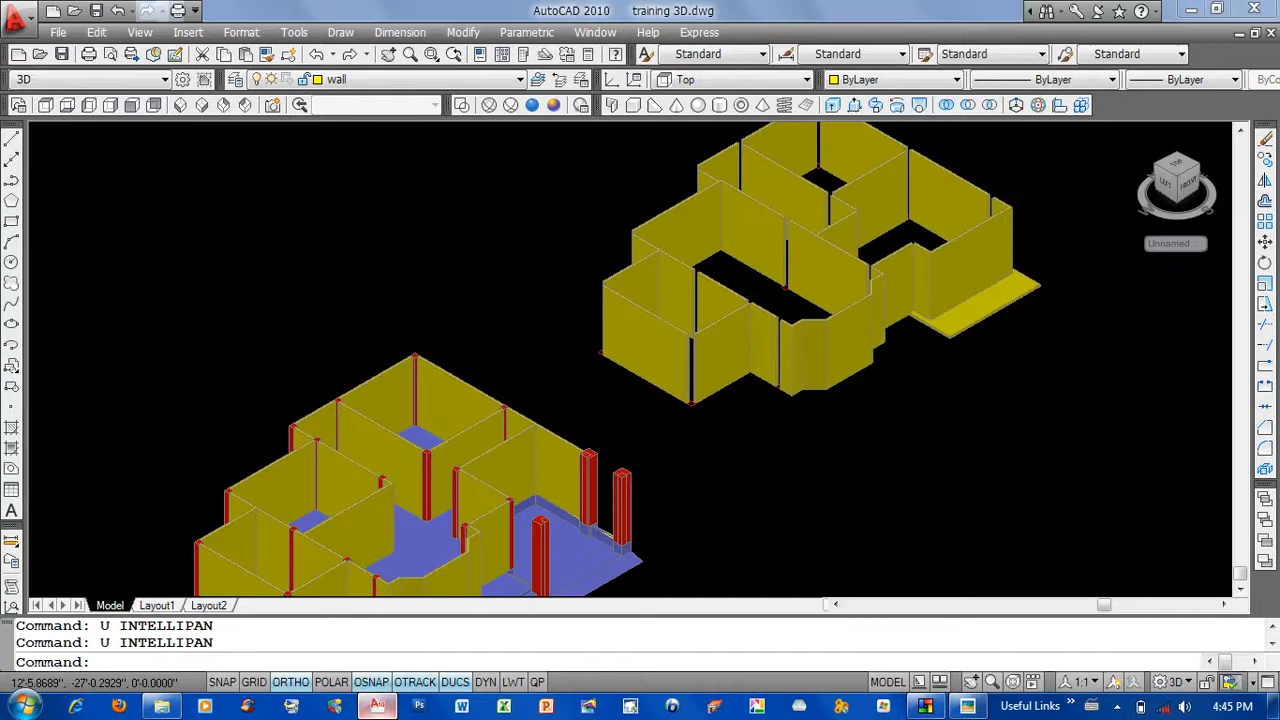 AutoCAD 2010 training 3D.dwg
File Edit View Insert Format Tools Draw Dimension Modify Parametric Window Help Express
Standard Standard Standard Standard
3D wall Top ByLayer ByLayer ByLayer
TOP
LEFT FRONT
Unnamed
Model Layout1 Layout2
Command: U INTELLIPAN
Command: U INTELLIPAN
Command:
12'-5.8689", -27'-0.2929", 0'-0.0000" SNAP GRID ORTHO POLAR OSNAP OTRACK DUCS DYN LWT QP MODEL 1:1 3D
Useful Links 4:45 PM